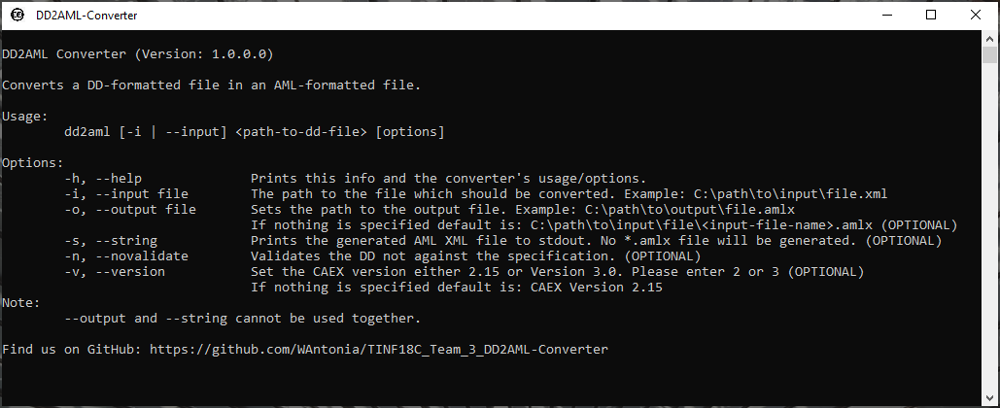 DD2AML-Converter
DD2AML Converter (Version: 1.0.0.0)
Converts a DD-formatted file in an AML-formatted file.
Usage:
dd2aml [-i | --input] <path-to-dd-file> [options]
Options:
-h, --help Prints this info and the converter's usage/options.
-i, --input file The path to the file which should be converted. Example: C:\path\to\input\file.xml
-o, --output file Sets the path to the output file. Example: C:\path\to\output\file.amlx
If nothing is specified default is: C:\path\to\input\file\<input-file-name>.amlx (OPTIONAL)
-s, --string Prints the generated AML XML file to stdout. No *.amlx file will be generated. (OPTIONAL)
-n, --novalidate Validates the DD not against the specification. (OPTIONAL)
-v, --version Set the CAEX version either 2.15 or Version 3.0. Please enter 2 or 3 (OPTIONAL)
If nothing is specified default is: CAEX Version 2.15
Note:
--output and --string cannot be used together.
Find us on GitHub: https://github.com/WAntonia/TINF18C_Team_3_DD2AML-Converter